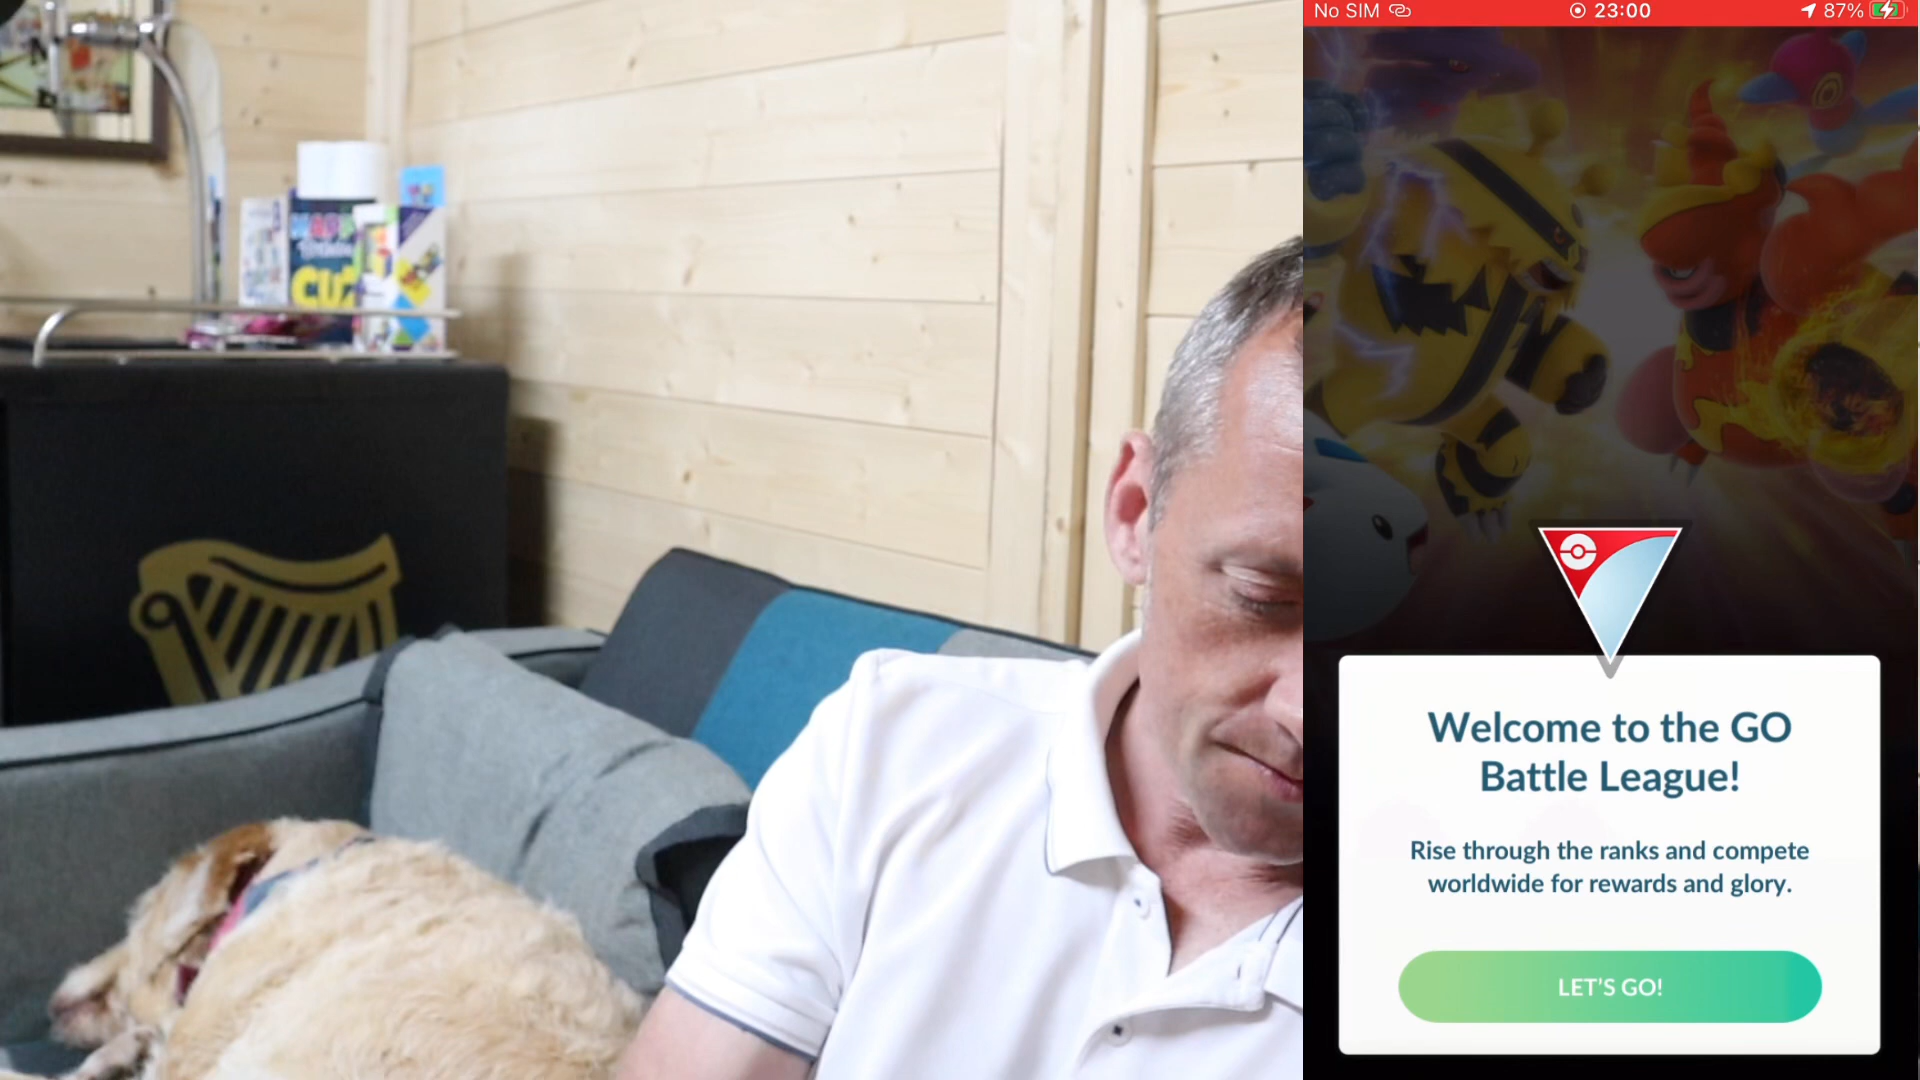 No SIM
23:00
87%
CU
Welcome to the GO
Battle League!
Rise through the ranks and compete
worldwide for rewards and glory.
LET'S GO!